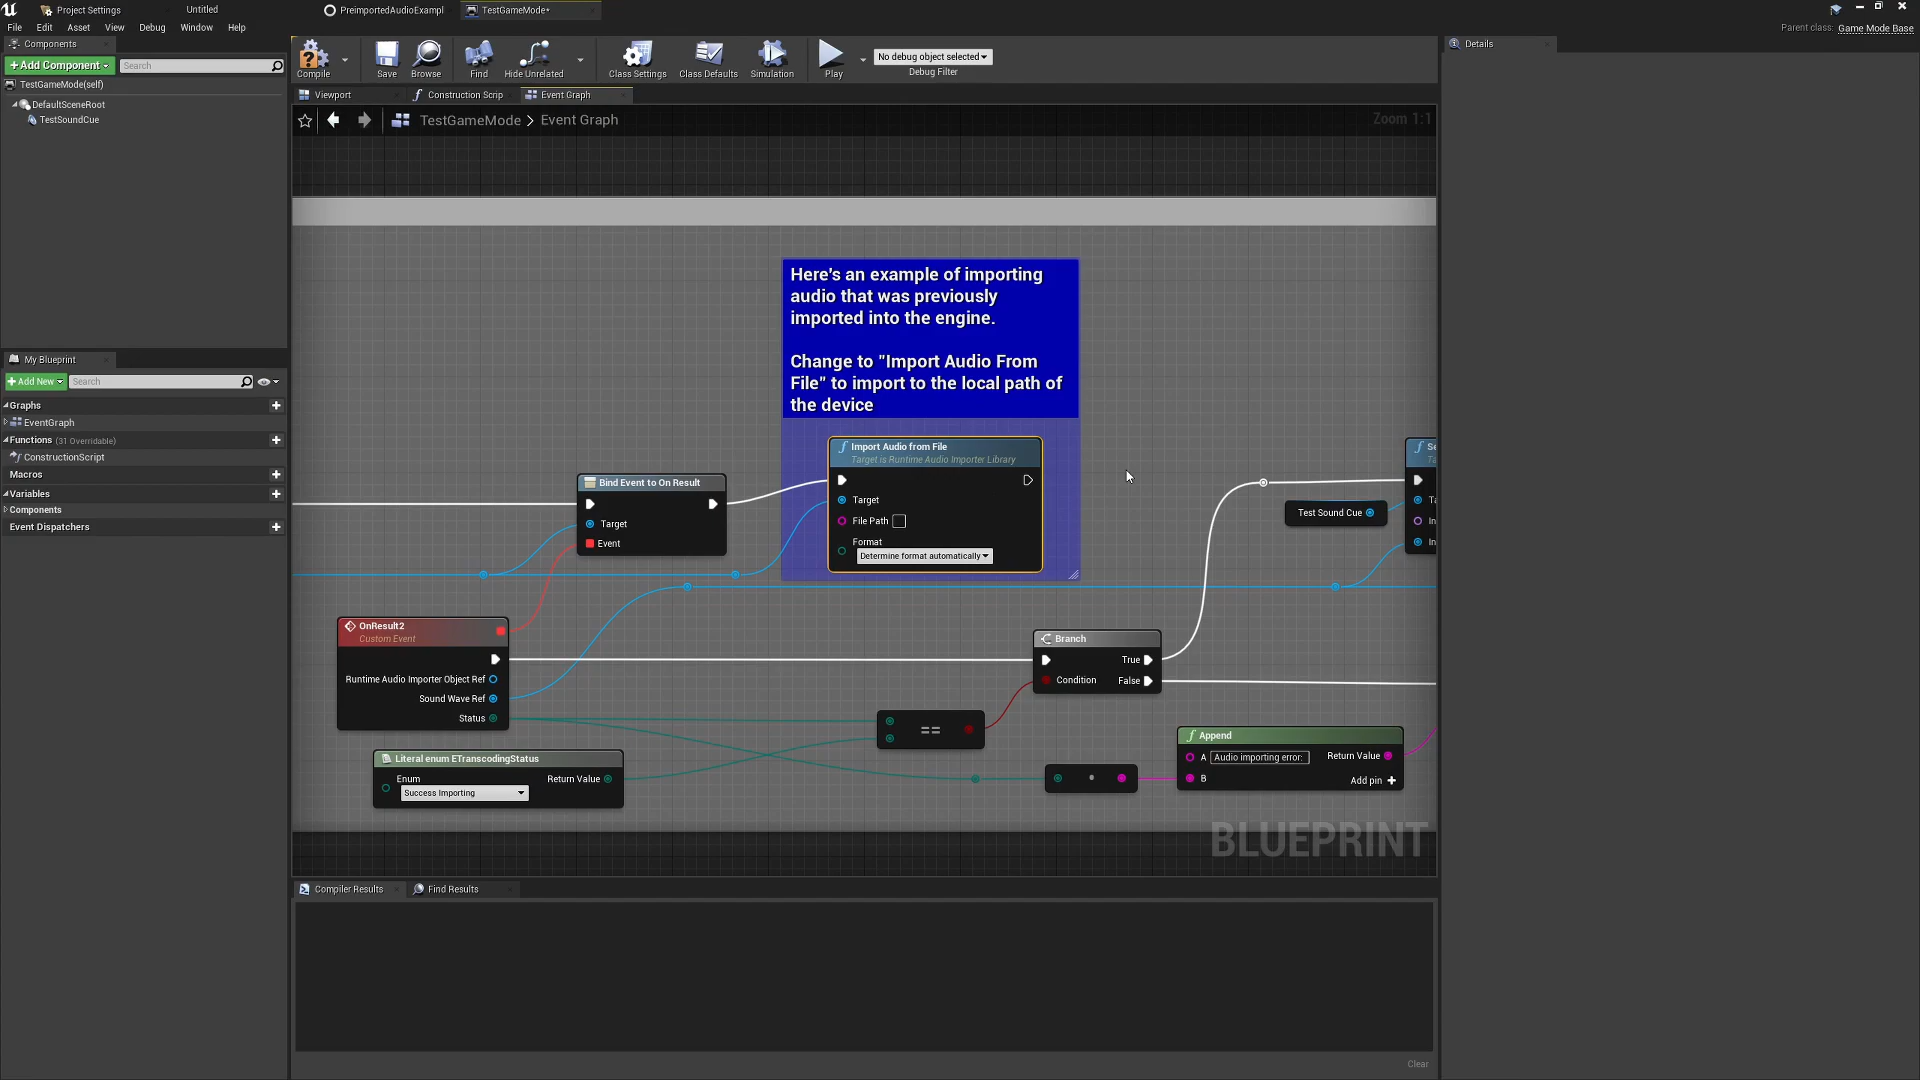 Project Settings
Untitled
PreimportedAudioExampl
TestGameMode*
File Edit Asset View Debug Window Help
Parent class: Game Mode Base
Components
+Add Component
Search
TestGameMode(self)
DefaultSceneRoot
TestSoundCue
My Blueprint
+Add New
Search
Graphs
EventGraph
Functions (31 Overridable)
ConstructionScript
Macros
Variables
Components
Event Dispatchers
Compile
Save
Browse
Find
Hide Unrelated
Class Settings
Class Defaults
Simulation
Play
No debug object selected
Debug Filter
Viewport
Construction Scrip
Event Graph
TestGameMode > Event Graph
Zoom 1:1
Here's an example of importing
audio that was previously
imported into the engine.
Change to "Import Audio From
File" to import to the local path of
the device
Import Audio from File
Target is Runtime Audio Importer Library
Target
File Path
Format
Determine format automatically
Bind Event to On Result
Target
Event
Test Sound Cue
Se
Ta
In
In
OnResult2
Custom Event
Runtime Audio Importer Object Ref
Sound Wave Ref
Status
Branch
True
Condition
False
==
Literal enum ETranscodingStatus
Enum
Return Value
Success Importing
Append
A Audio importing error:
Return Value
B
Add pin +
BLUEPRINT
Compiler Results
Find Results
Clear
Details